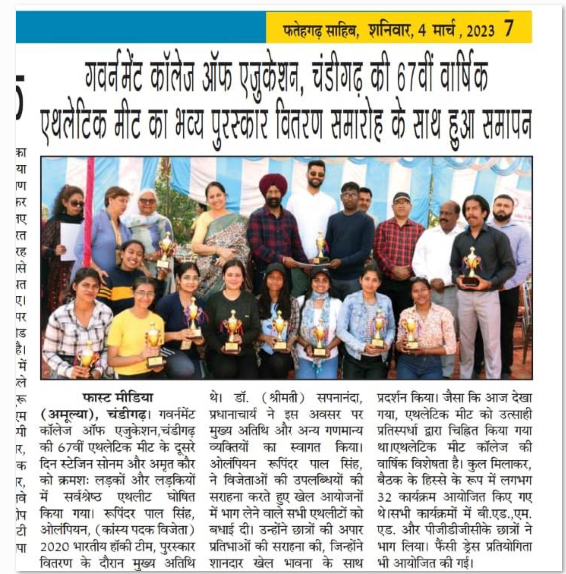 फतेहगढ़ साहिब, शनिवार, 4 मार्च , 2023 7
गवर्नमेंट कॉलेज ऑफ एजुकेशन, चंडीगढ़ की 67वीं वार्षिक
एथलेटिक मीट का भव्य पुरस्कार वितरण समारोह के साथ हुआ समापन
फास्ट मीडिया
(अमूल्या), चंडीगढ़। गवर्नमेंट
कॉलेज ऑफ एजुकेशन,चंडीगढ़
की 67वीं एथलेटिक मीट के दूसरे
दिन स्टेजिन सोनम और अमृत कौर
को क्रमशः लड़कों और लड़कियों
में सर्वश्रेष्ठ एथलीट घोषित
किया गया। रूपिंदर पाल सिंह,
ओलंपियन, (कांस्य पदक विजेता)
2020 भारतीय हॉकी टीम, पुरस्कार
वितरण के दौरान मुख्य अतिथि
थे। डॉ. (श्रीमती) सपनानंदा,
प्रधानाचार्य ने इस अवसर पर
मुख्य अतिथि और अन्य गणमान्य
व्यक्तियों का स्वागत किया।
ओलंपियन रूपिंदर पाल सिंह,
ने विजेताओं की उपलब्धियों की
सराहना करते हुए खेल आयोजनों
में भाग लेने वाले सभी एथलीटों को
बधाई दी। उन्होंने छात्रों की अपार
प्रतिभाओं की सराहना की, जिन्होंने
शानदार खेल भावना के साथ
प्रदर्शन किया। जैसा कि आज देखा
गया, एथलेटिक मीट को उत्साही
प्रतिस्पर्धा द्वारा चिह्नित किया गया
था।एथलेटिक मीट कॉलेज की
वार्षिक विशेषता है। कुल मिलाकर,
बैठक के हिस्से के रूप में लगभग
32 कार्यक्रम आयोजित किए गए
थे।सभी कार्यक्रमों में बी.एड.,एम.
एड. और पीजीडीजीसीके छात्रों ने
भाग लिया। फैंसी ड्रेस प्रतियोगिता
भी आयोजित की गई।